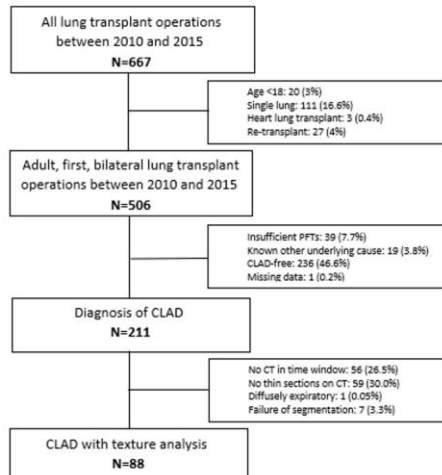 All lung transplant operations
between 2010 and 2015
N=667
Age <18: 20 (3%)
Single lung: 111 (16.6%)
Heart lung transplant: 3 (0.4%)
Re-transplant: 27 (4%)
Adult, first, bilateral lung transplant
operations between 2010 and 2015
N=506
Insufficient PFTs: 39 (7.7%)
Known other underlying cause: 19 (3.8%)
CLAD-free: 236 (46.6%)
Missing data: 1 (0.2%)
Diagnosis of CLAD
N=211
No CT in time window: 56 (26.5%)
No thin sections on CT: 59 (30.0%)
Diffusely expiratory: 1 (0.05%)
Failure of segmentation: 7 (3.3%)
CLAD with texture analysis
N=88